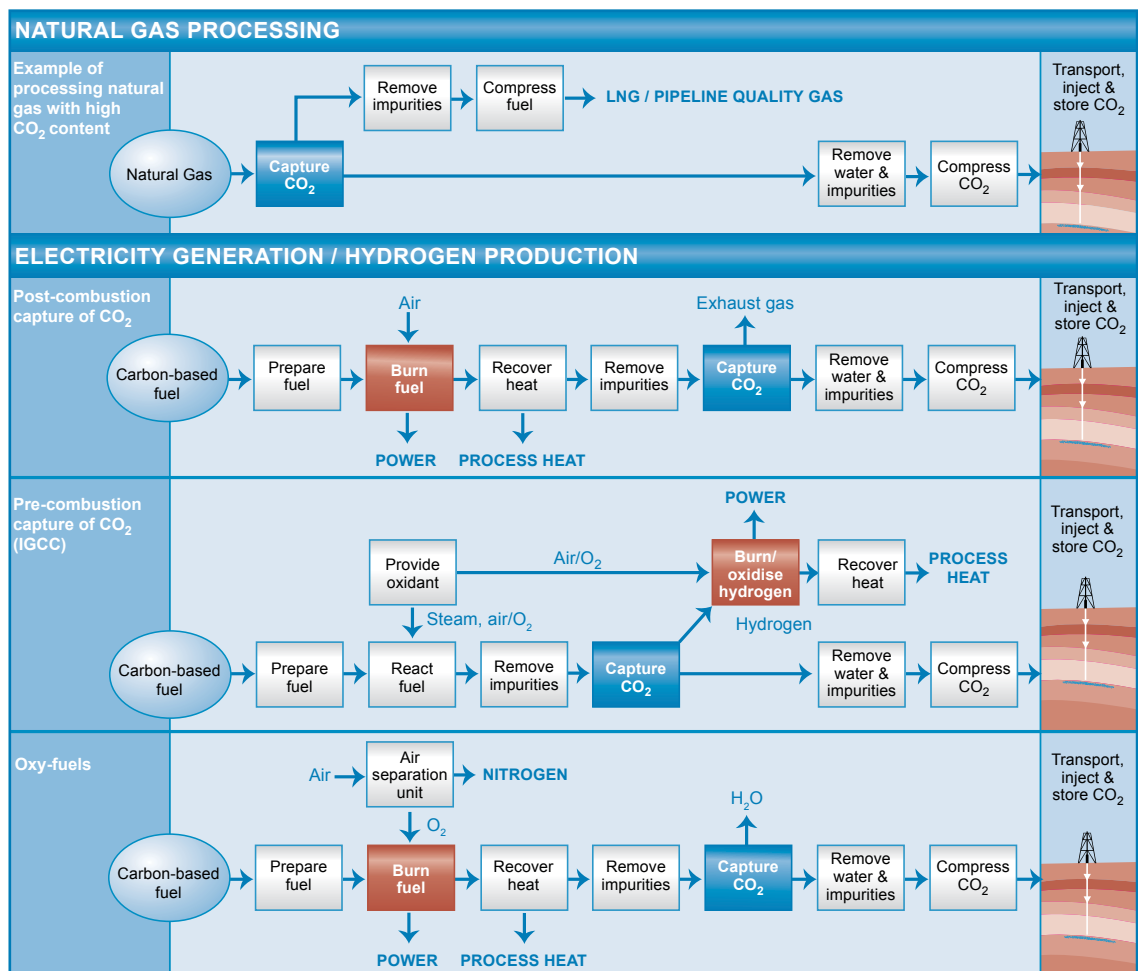 NATURAL GAS PROCESSING
Example of
processing natural
gas with high
CO₂ content
Natural Gas
Capture
CO₂
Remove
impurities
Compress
fuel
LNG / PIPELINE QUALITY GAS
Remove
water &
impurities
Compress
CO₂
Transport,
inject &
store CO₂
ELECTRICITY GENERATION / HYDROGEN PRODUCTION
Post-combustion
capture of CO₂
Carbon-based
fuel
Prepare
fuel
Air
Burn
fuel
POWER
Recover
heat
PROCESS HEAT
Remove
impurities
Exhaust gas
Capture
CO₂
Remove
water &
impurities
Compress
CO₂
Transport,
inject &
store CO₂
Pre-combustion
capture of CO₂
(IGCC)
Provide
oxidant
Air/O₂
POWER
Burn/
oxidise
hydrogen
Recover
heat
PROCESS
HEAT
Steam, air/O₂
Hydrogen
Carbon-based
fuel
Prepare
fuel
React
fuel
Remove
impurities
Capture
CO₂
Remove
water &
impurities
Compress
CO₂
Transport,
inject &
store CO₂
Oxy-fuels
Air
Air
separation
unit
NITROGEN
O₂
Carbon-based
fuel
Prepare
fuel
Burn
fuel
POWER
Recover
heat
PROCESS HEAT
Remove
impurities
H₂O
Capture
CO₂
Remove
water &
impurities
Compress
CO₂
Transport,
inject &
store CO₂